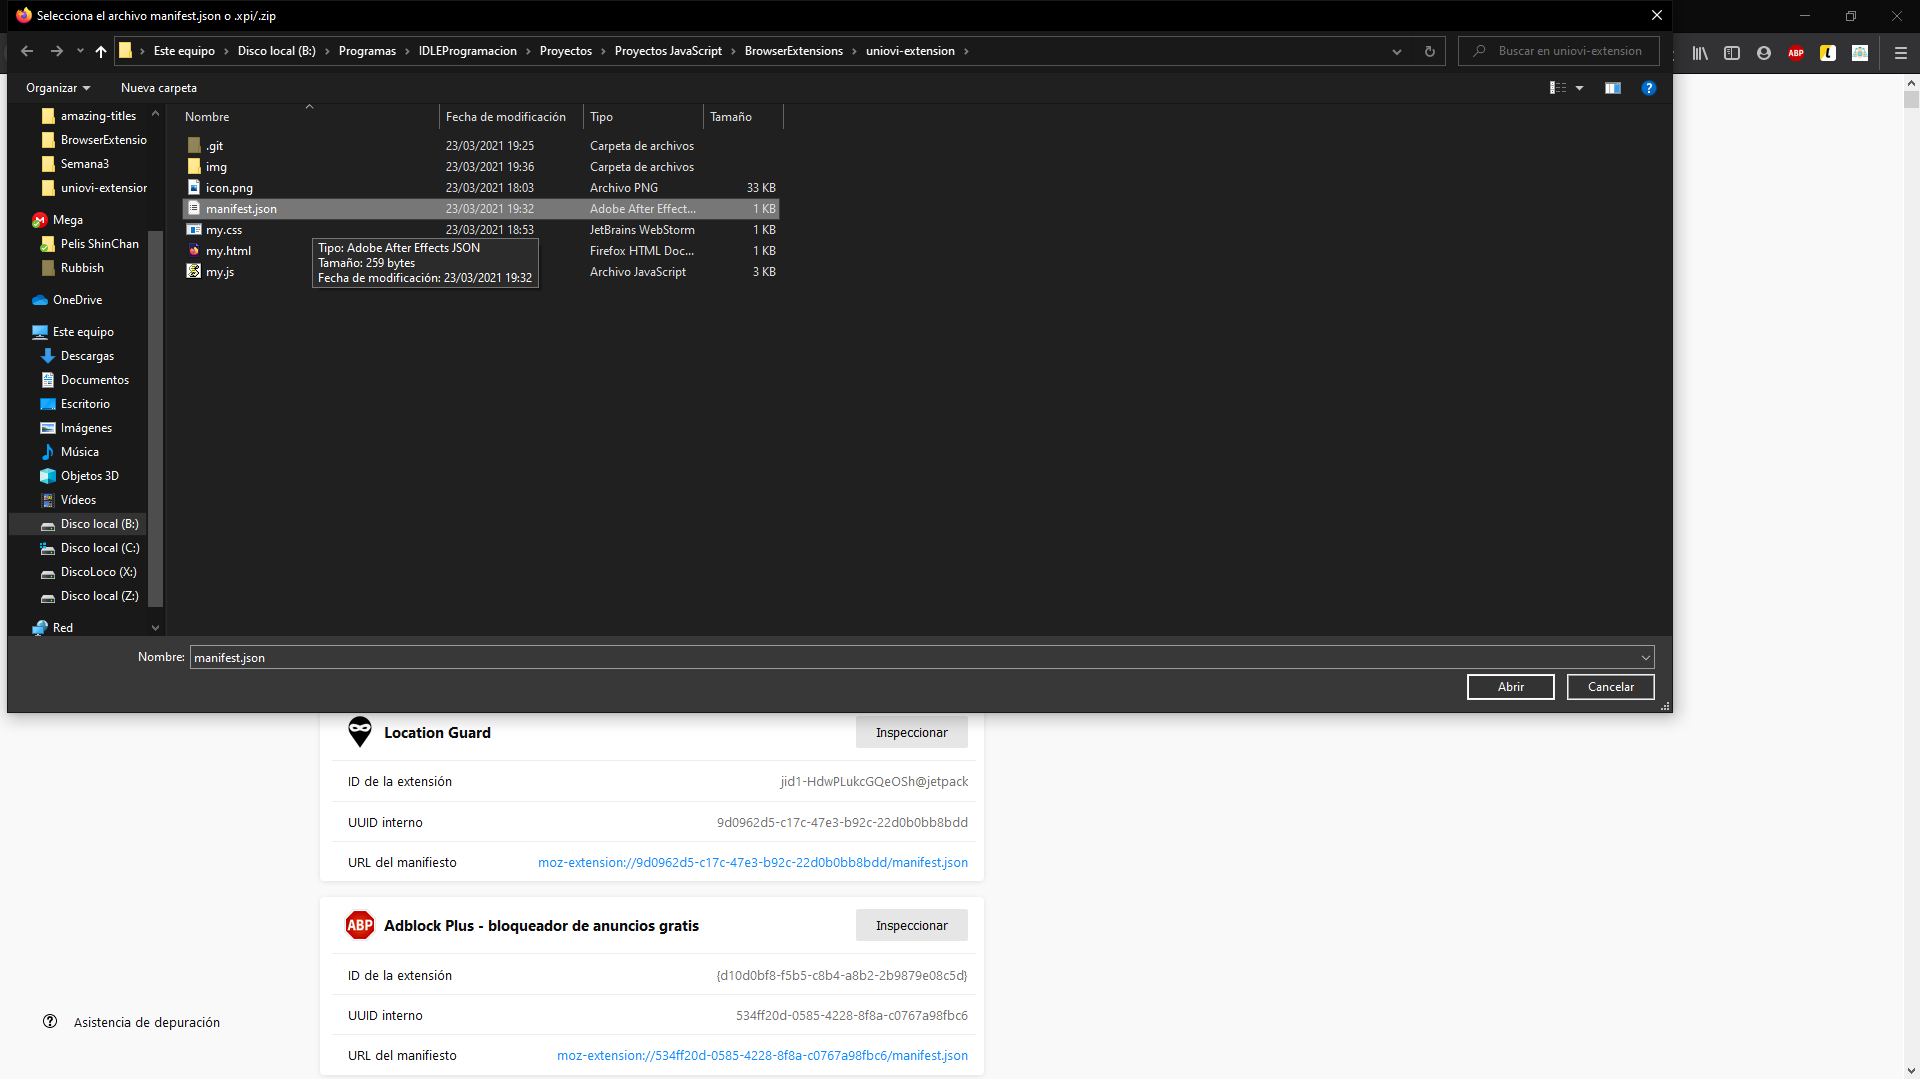 Selecciona el archivo manifest.json o .xpi/.zip
Este equipo > Disco local (B:) > Programas > IDLEProgramacion > Proyectos > Proyectos JavaScript > BrowserExtensions > uniovi-extension >
Buscar en uniovi-extension
ABP
Organizar
Nueva carpeta
amazing-titles
BrowserExtensio
Semana3
uniovi-extension
Mega
Pelis ShinChan
Rubbish
OneDrive
Este equipo
Descargas
Documentos
Escritorio
Imágenes
Música
Objetos 3D
Vídeos
Disco local (B:)
Disco local (C:)
DiscoLoco (X:)
Disco local (Z:)
Red
Nombre Fecha de modificación Tipo Tamaño
.git 23/03/2021 19:25 Carpeta de archivos
img 23/03/2021 19:36 Carpeta de archivos
icon.png 23/03/2021 18:03 Archivo PNG 33 KB
manifest.json 23/03/2021 19:32 Adobe After Effect... 1 KB
my.css 23/03/2021 18:53 JetBrains WebStorm 1 KB
my.html Firefox HTML Doc... 1 KB
my.js Archivo JavaScript 3 KB
Tipo: Adobe After Effects JSON
Tamaño: 259 bytes
Fecha de modificación: 23/03/2021 19:32
Nombre: manifest.json
Abrir Cancelar
Location Guard
Inspeccionar
ID de la extensión jid1-HdwPLukcGQeOSh@jetpack
UUID interno 9d0962d5-c17c-47e3-b92c-22d0b0bb8bdd
URL del manifiesto moz-extension://9d0962d5-c17c-47e3-b92c-22d0b0bb8bdd/manifest.json
ABP Adblock Plus - bloqueador de anuncios gratis
Inspeccionar
ID de la extensión {d10d0bf8-f5b5-c8b4-a8b2-2b9879e08c5d}
UUID interno 534ff20d-0585-4228-8f8a-c0767a98fbc6
URL del manifiesto moz-extension://534ff20d-0585-4228-8f8a-c0767a98fbc6/manifest.json
Asistencia de depuración